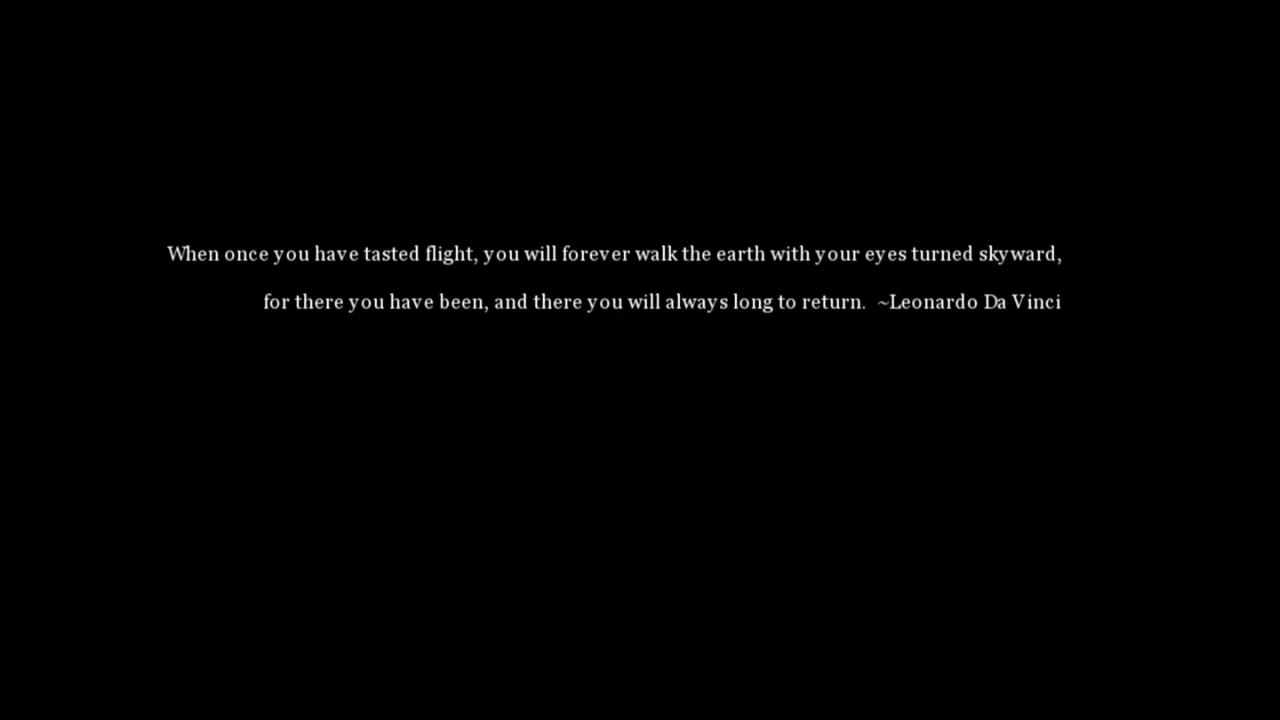 When once you have tasted flight, you will forever walk the earth with your eyes turned skyward,
for there you have been, and there you will always long to return.  ~Leonardo Da Vinci